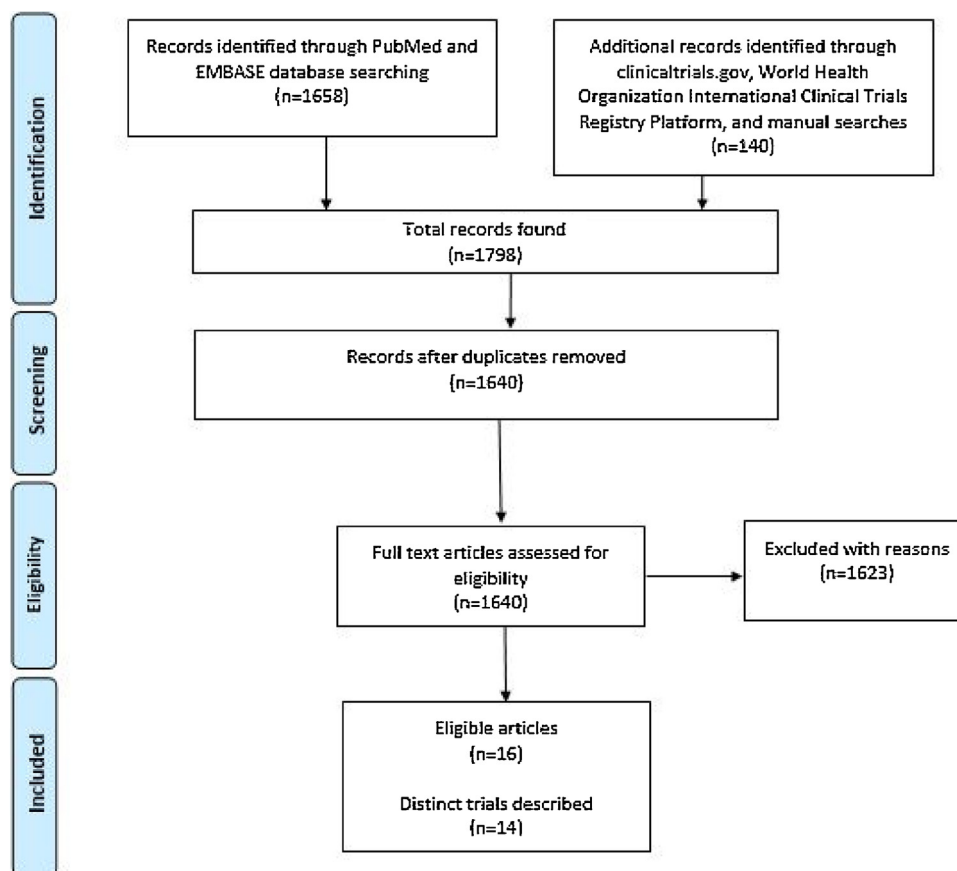 Identification
Records identified through PubMed and
EMBASE database searching
(n=1658)
Additional records identified through
clinicaltrials.gov, World Health
Organization International Clinical Trials
Registry Platform, and manual searches
(n=140)
Total records found
(n=1798)
Screening
Records after duplicates removed
(n=1640)
Eligibility
Full text articles assessed for
eligibility
(n=1640)
Excluded with reasons
(n=1623)
Included
Eligible articles
(n=16)
Distinct trials described
(n=14)